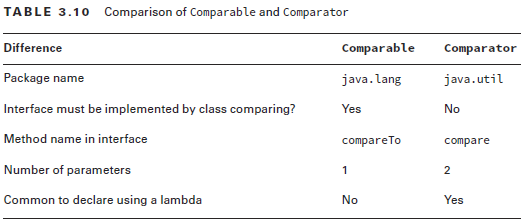 TABLE 3.10 Comparison of Comparable and Comparator
Difference Comparable Comparator
Package name java.lang java.util
Interface must be implemented by class comparing? Yes No
Method name in interface compareTo compare
Number of parameters 1 2
Common to declare using a lambda No Yes